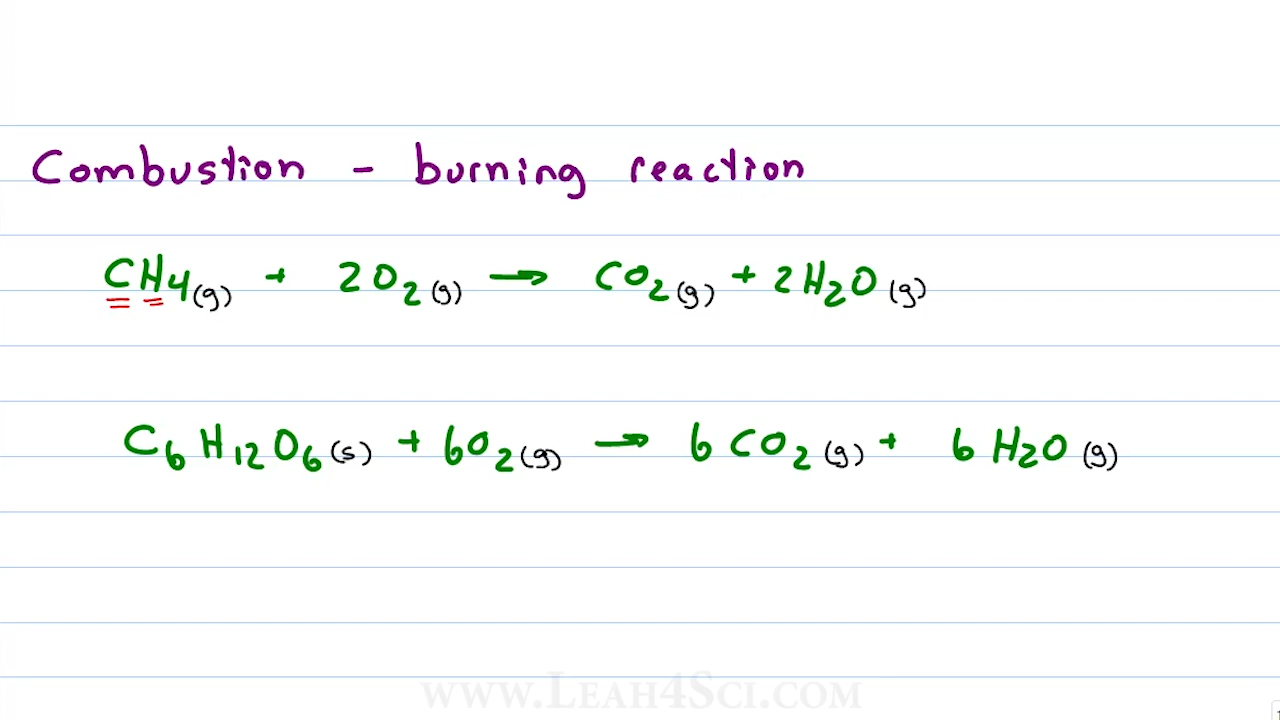 Combustion - burning reaction
CH4(g) + 2O2(g) → CO2(g) + 2H2O(g)
C6H12O6(s) + 6O2(g) → 6CO2(g) + 6H2O(g)
www.Leah4Sci.com